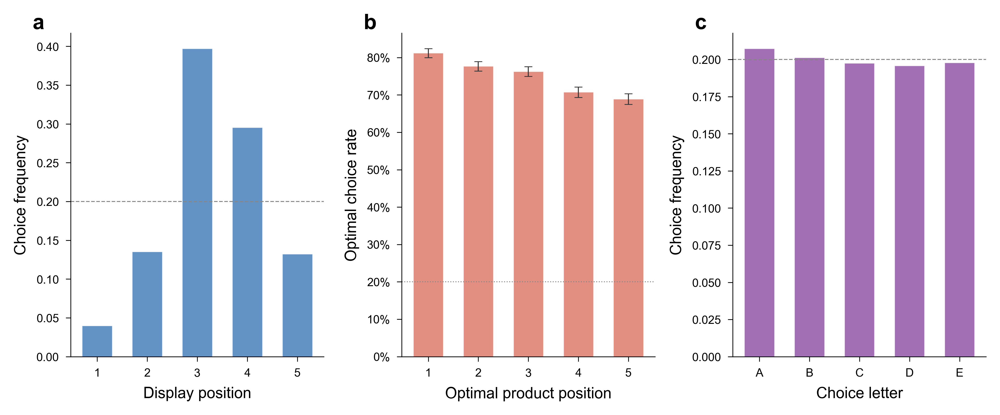 a
0.40
0.35
0.30
0.25
0.20
0.15
0.10
0.05
0.00
Choice frequency
1 2 3 4 5
Display position
b
80%
70%
60%
50%
40%
30%
20%
10%
0%
Optimal choice rate
1 2 3 4 5
Optimal product position
c
0.200
0.175
0.150
0.125
0.100
0.075
0.050
0.025
0.000
Choice frequency
A B C D E
Choice letter